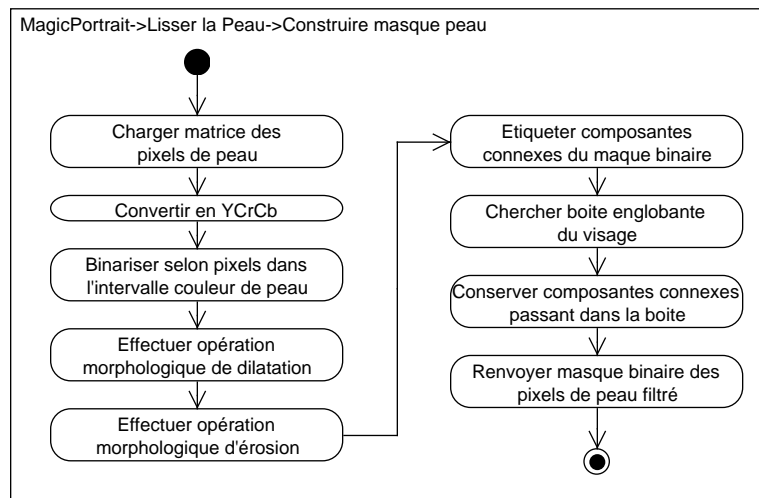 MagicPortrait->Lisser la Peau->Construire masque peau
Charger matrice des
pixels de peau
Convertir en YCrCb
Binariser selon pixels dans
l'intervalle couleur de peau
Effectuer opération
morphologique de dilatation
Effectuer opération
morphologique d'érosion
Etiqueter composantes
connexes du maque binaire
Chercher boite englobante
du visage
Conserver composantes connexes
passant dans la boite
Renvoyer masque binaire des
pixels de peau filtré